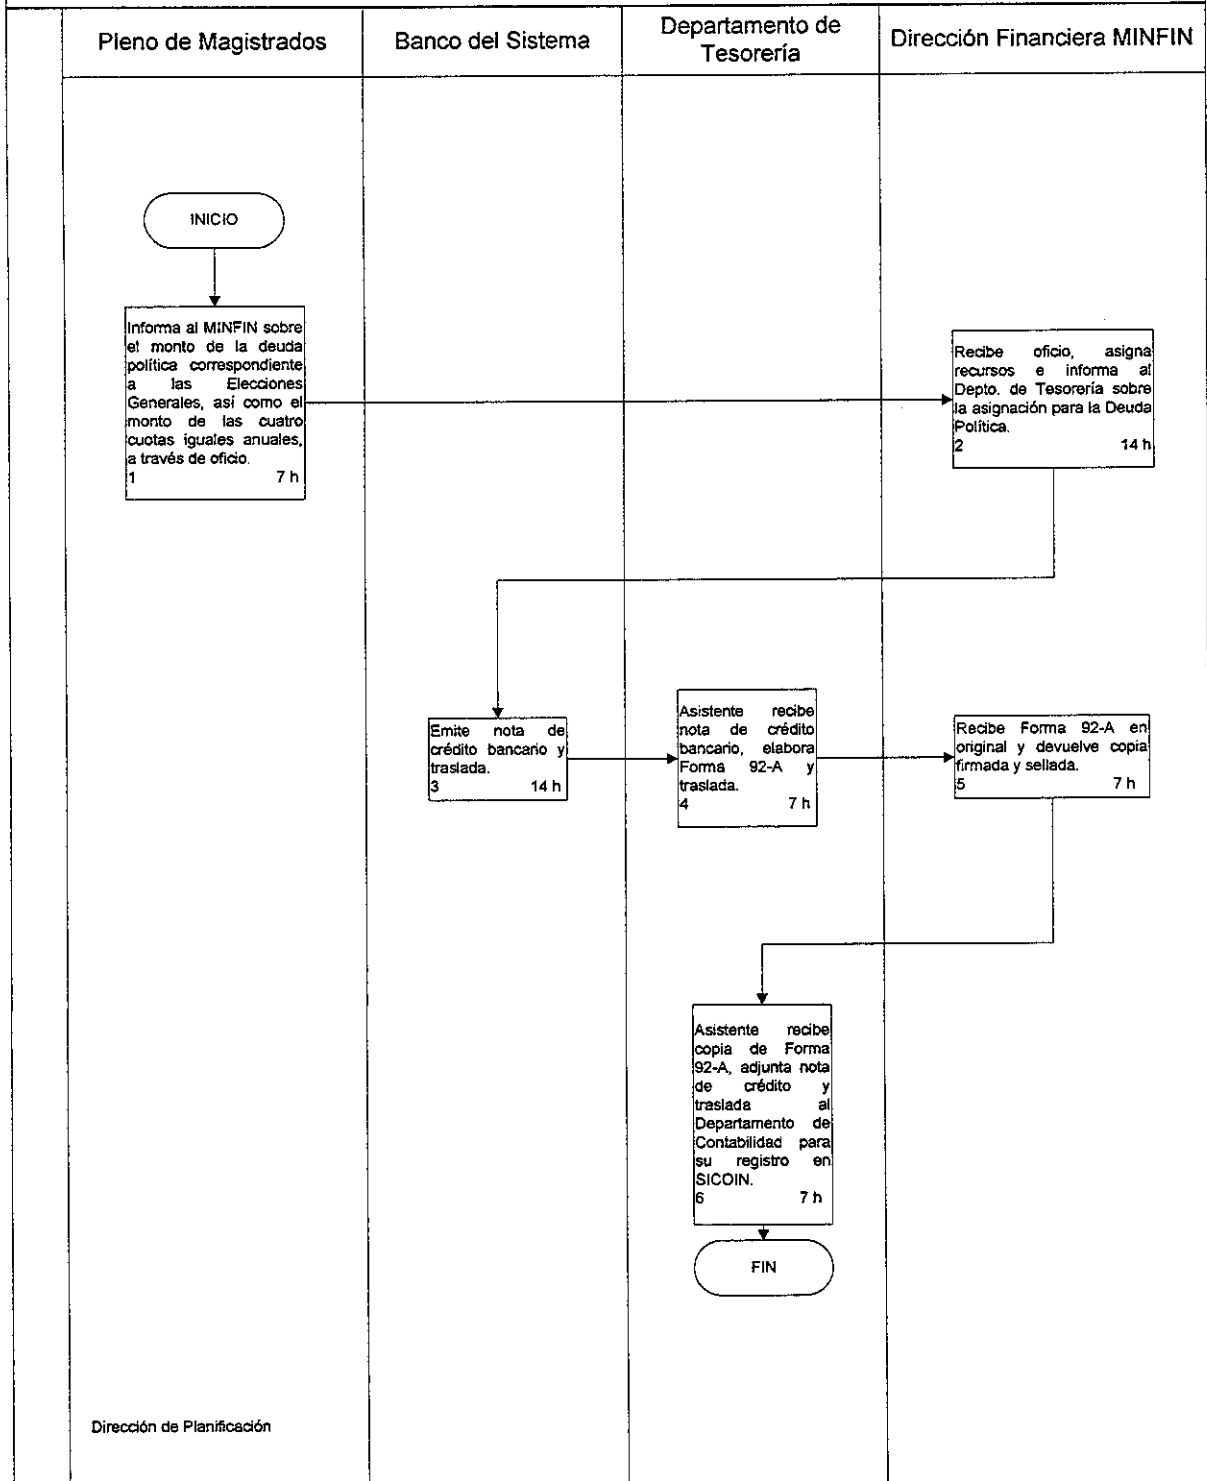 Pleno de Magistrados
Banco del Sistema
Departamento de
Tesorería
Dirección Financiera MINFIN
INICIO
Informa al MINFIN sobre
el monto de la deuda
política correspondiente
a las Elecciones
Generales, así como el
monto de las cuatro
cuotas iguales anuales,
a través de oficio.
1 7 h
Recibe oficio, asigna
recursos e informa al
Depto. de Tesorería sobre
la asignación para la Deuda
Política.
2 14 h
Emite nota de
crédito bancario y
traslada.
3 14 h
Asistente recibe
nota de crédito
bancario, elabora
Forma 92-A y
traslada.
4 7 h
Recibe Forma 92-A en
original y devuelve copia
firmada y sellada.
5 7 h
Asistente recibe
copia de Forma
92-A, adjunta nota
de crédito y
traslada al
Departamento de
Contabilidad para
su registro en
SICOIN.
6 7 h
FIN
Dirección de Planificación